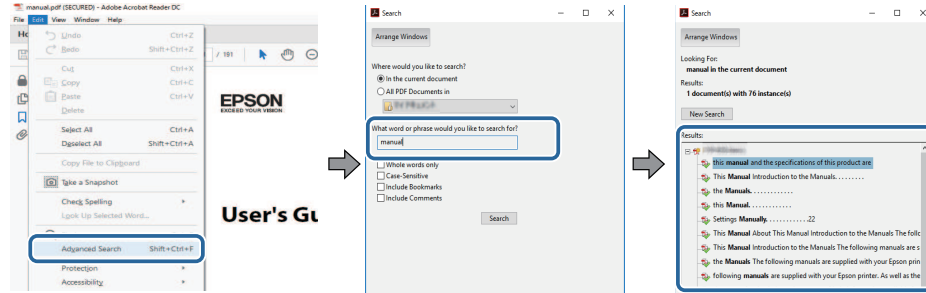 manual.pdf (SECURED) - Adobe Acrobat Reader DC
File Edit View Window Help
Undo Ctrl+Z
Redo Shift+Ctrl+Z
Cut Ctrl+X
Copy Ctrl+C
Paste Ctrl+V
Delete
Select All Ctrl+A
Deselect All Shift+Ctrl+A
Copy File to Clipboard
Take a Snapshot
Check Spelling
Look Up Selected Word...
Advanced Search Shift+Ctrl+F
Protection
Accessibility
/ 191
EPSON
EXCEED YOUR VISION
User's Gu
Search
Arrange Windows
Where would you like to search?
In the current document
All PDF Documents in
What word or phrase would you like to search for?
manual
Whole words only
Case-Sensitive
Include Bookmarks
Include Comments
Search
Search
Arrange Windows
Looking For:
manual in the current document
Results:
1 document(s) with 76 instance(s)
New Search
Results:
this manual and the specifications of this product are
This Manual Introduction to the Manuals. . . . . . . . .
the Manuals. . . . . . . . . . . .
this Manual. . . . . . . . . . . .
Settings Manually. . . . . . . . . . . .22
This Manual About This Manual Introduction to the Manuals The follo
This Manual Introduction to the Manuals The following manuals are s
the Manuals The following manuals are supplied with your Epson prin
following manuals are supplied with your Epson printer. As well as the